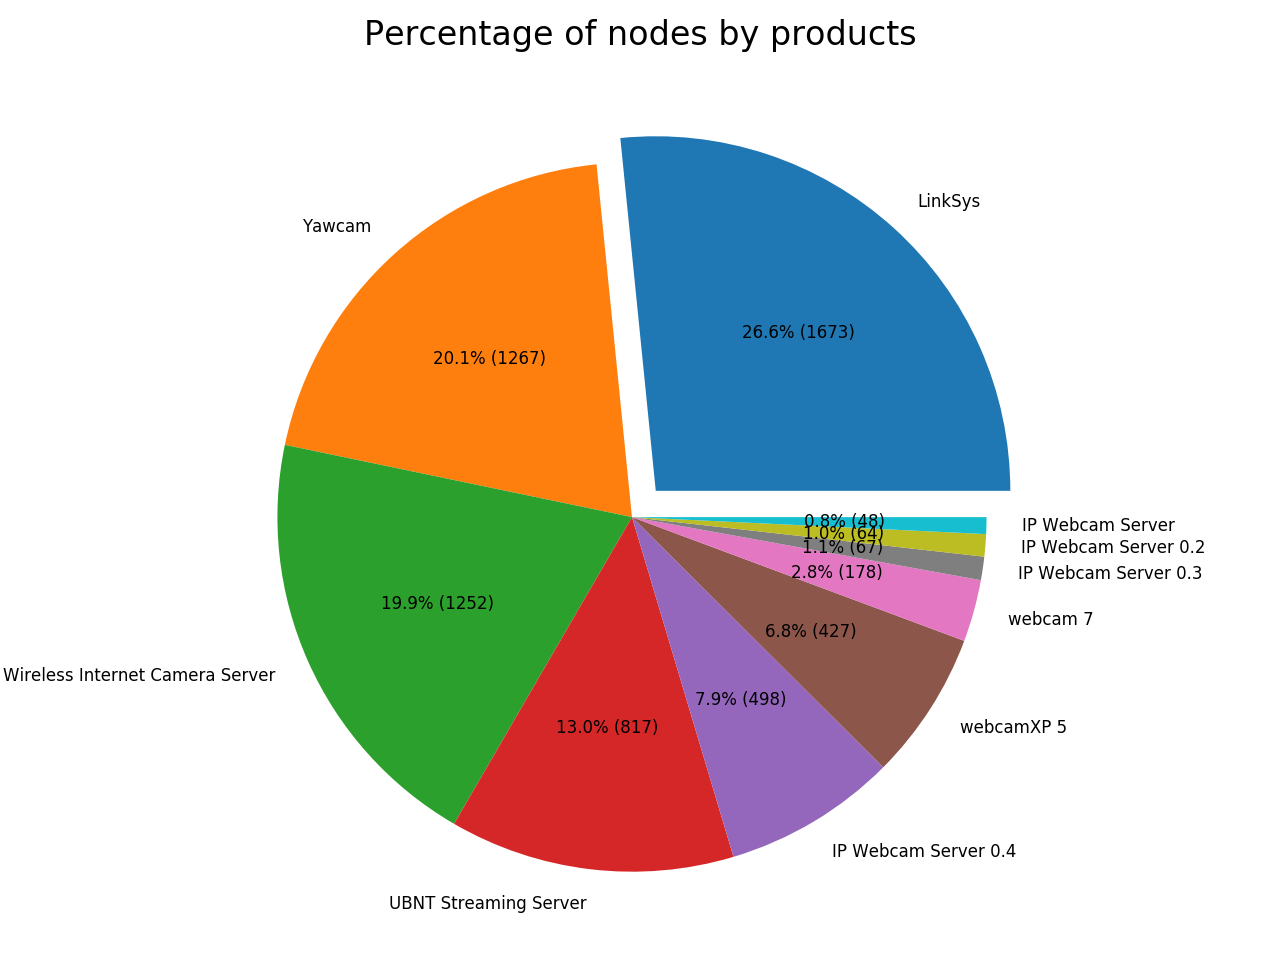 Percentage of nodes by products
LinkSys
26.6% (1673)
Yawcam
20.1% (1267)
Wireless Internet Camera Server
19.9% (1252)
UBNT Streaming Server
13.0% (817)
IP Webcam Server 0.4
7.9% (498)
webcamXP 5
6.8% (427)
webcam 7
2.8% (178)
IP Webcam Server 0.3
1.1% (67)
IP Webcam Server 0.2
1.0% (64)
IP Webcam Server
0.8% (48)